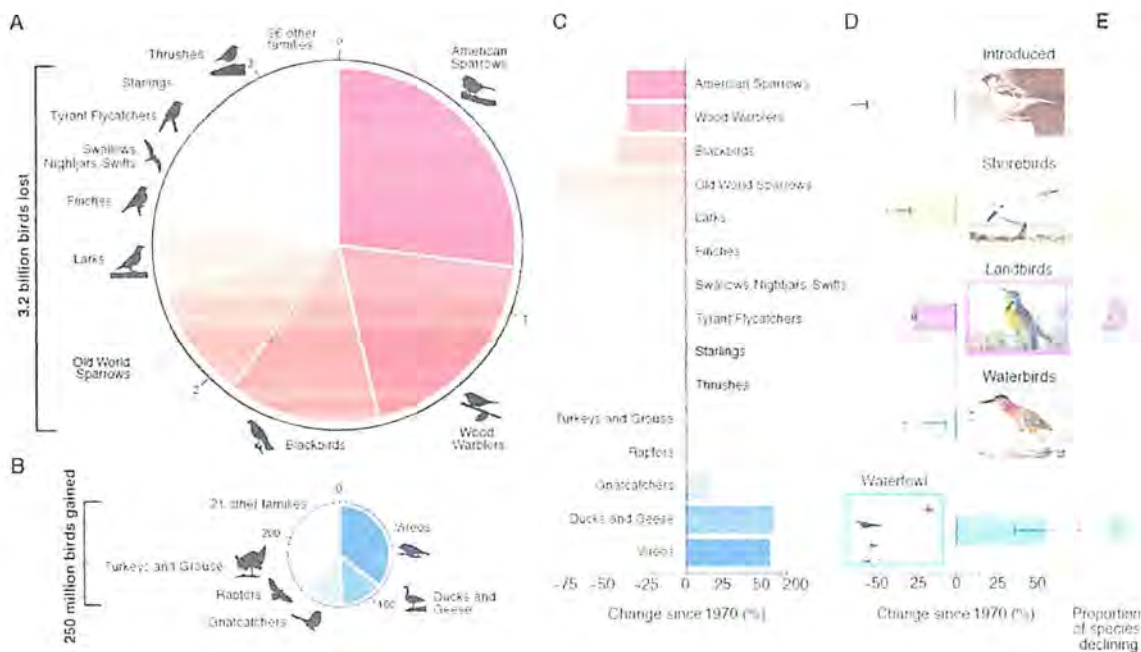 A
3.2 billion birds lost
other
families
0
American
Sparrows
Thrushes
Starlings
Tyrant Flycatchers
Swallows,
Nightjars, Swifts
Finches
Larks
Old World
Sparrows
Blackbirds
Wood
Warblers
1
2
3
B
250 million birds gained
0
21 other families
200
Vireos
Turkeys and Grouse
Raptors
Gnatcatchers
100
Ducks and
Geese
C
American Sparrows
Wood Warblers
Blackbirds
Old World Sparrows
Larks
Finches
Swallows, Nightjars, Swifts
Tyrant Flycatchers
Starlings
Thrushes
Turkeys and Grouse
Raptors
Gnatcatchers
Ducks and Geese
Vireos
-75 -50 -25 0 50 200
Change since 1970 (%)
D
Introduced
Shorebirds
Landbirds
Waterbirds
Waterfowl
-50 0 50
Change since 1970 (%)
E
Proportion
of species
declining